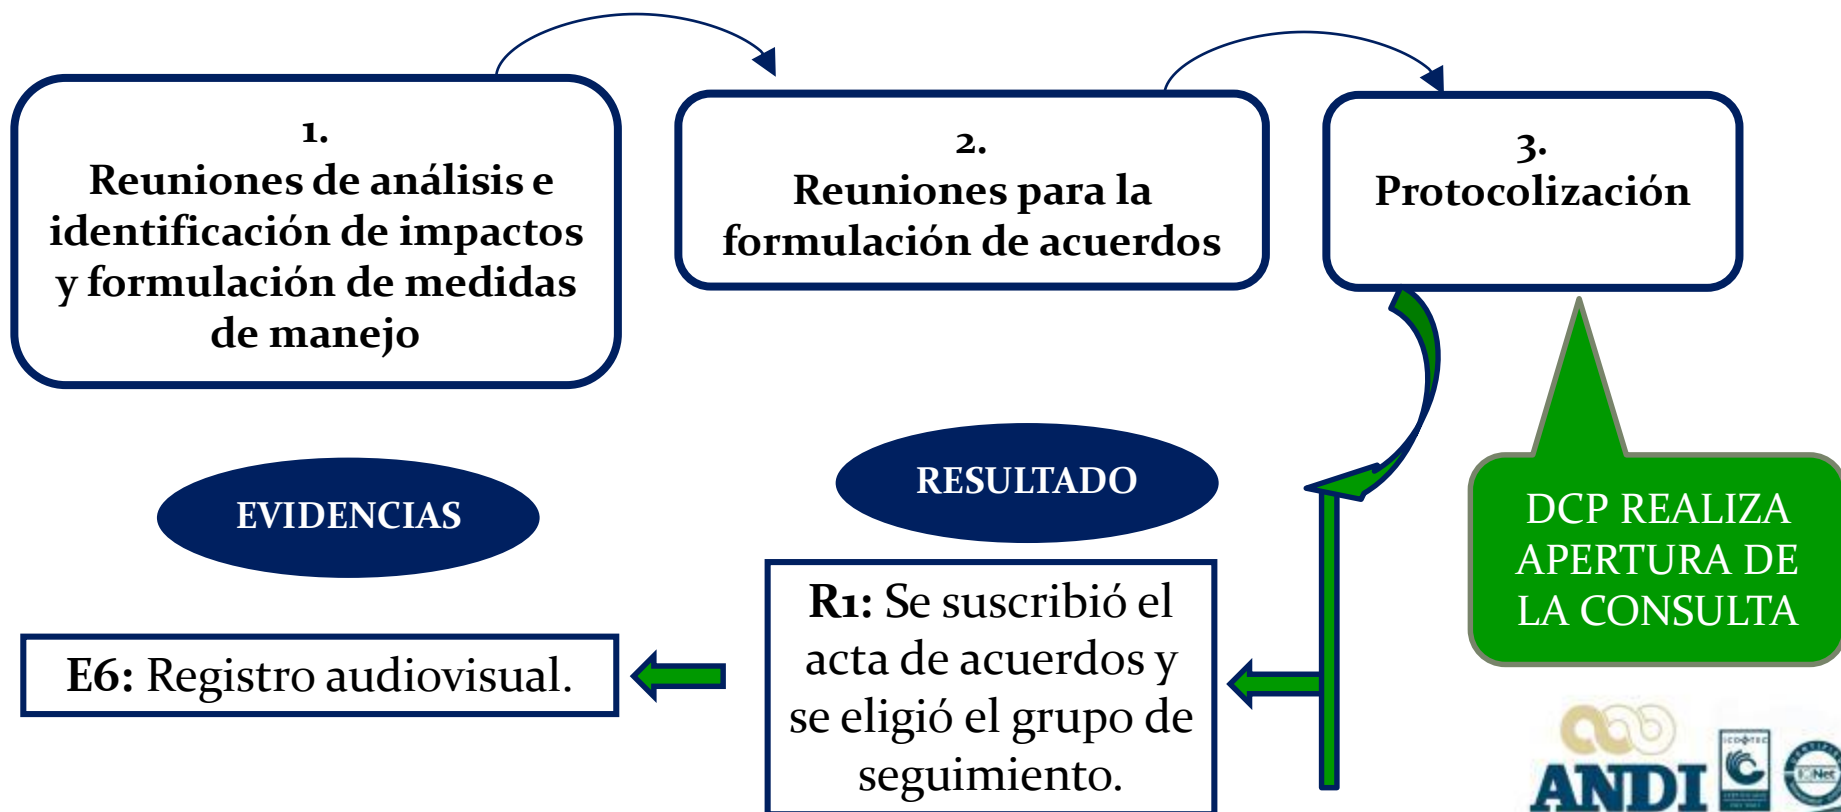 1.
Reuniones de análisis e
identificación de impactos
y formulación de medidas
de manejo
2.
Reuniones para la
formulación de acuerdos
3.
Protocolización
EVIDENCIAS
RESULTADO
DCP REALIZA
APERTURA DE
LA CONSULTA
E6: Registro audiovisual.
R1: Se suscribió el
acta de acuerdos y
se eligió el grupo de
seguimiento.
ANDI
ICONTEC
IQNet